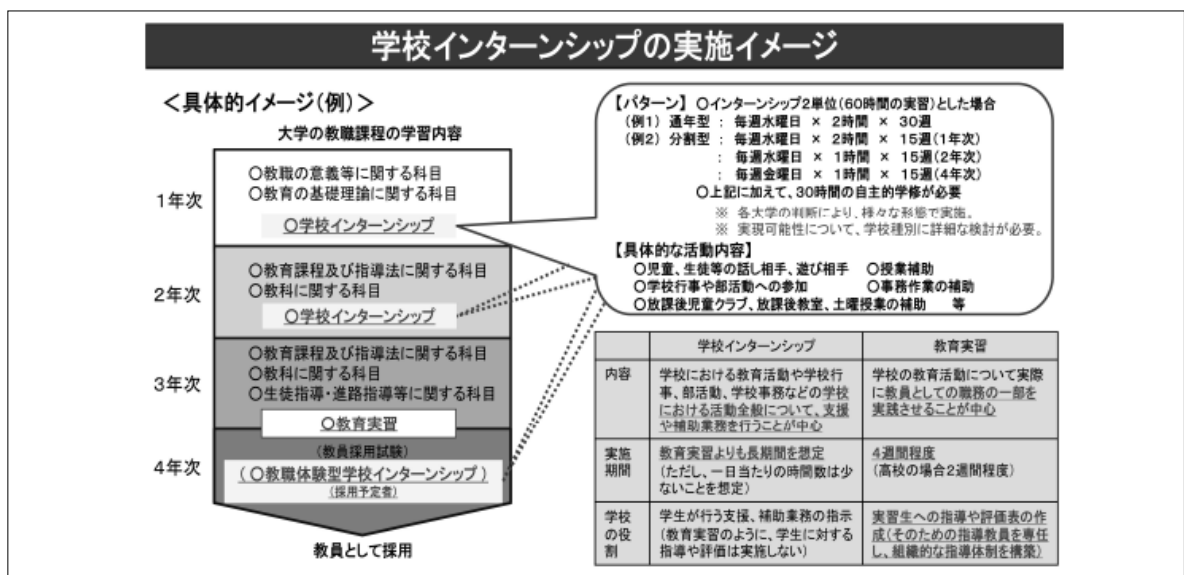 学校インターンシップの実施イメージ
<具体的イメージ(例)>
大学の教職課程の学習内容
1年次
○教職の意義等に関する科目
○教育の基礎理論に関する科目
○学校インターンシップ
2年次
○教育課程及び指導法に関する科目
○教科に関する科目
○学校インターンシップ
3年次
○教育課程及び指導法に関する科目
○教科に関する科目
○生徒指導・進路指導等に関する科目
○教育実習
4年次
(教員採用試験)
(○教職体験型学校インターンシップ)
(採用予定者)
教員として採用
【パターン】 ○インターンシップ2単位(60時間の実習)とした場合
(例1) 通年型 : 毎週水曜日 × 2時間 × 30週
(例2) 分割型 : 毎週水曜日 × 2時間 × 15週(1年次)
: 毎週水曜日 × 1時間 × 15週(2年次)
: 毎週金曜日 × 1時間 × 15週(4年次)
○上記に加えて、30時間の自主的学修が必要
※ 各大学の判断により、様々な形態で実施。
※ 実現可能性について、学校種別に詳細な検討が必要。
【具体的な活動内容】
○児童、生徒等の話し相手、遊び相手 ○授業補助
○学校行事や部活動への参加 ○事務作業の補助
○放課後児童クラブ、放課後教室、土曜授業の補助 等
学校インターンシップ
教育実習
内容
学校における教育活動や学校行
事、部活動、学校事務などの学校
における活動全般について、支援
や補助業務を行うことが中心
学校の教育活動について実際
に教員としての職務の一部を
実践させることが中心
実施
期間
教育実習よりも長期間を想定
(ただし、一日当たりの時間数は少
ないことを想定)
4週間程度
(高校の場合2週間程度)
学校
の役
割
学生が行う支援、補助業務の指示
(教育実習のように、学生に対する
指導や評価は実施しない)
実習生への指導や評価表の作
成(そのための指導教員を専任
し、組織的な指導体制を構築)